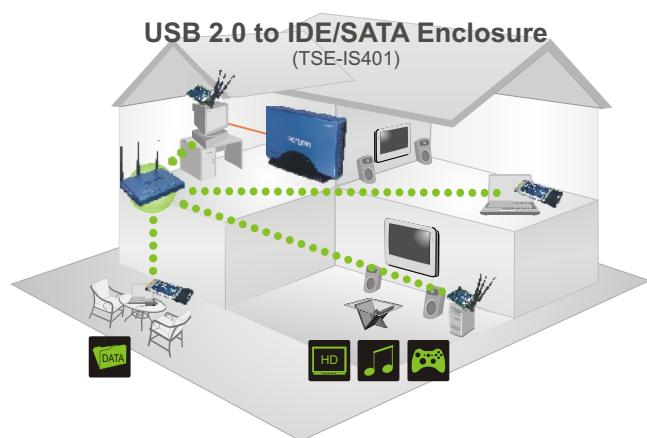 USB 2.0 to IDE/SATA Enclosure
(TSE-IS401)
DATA
HD